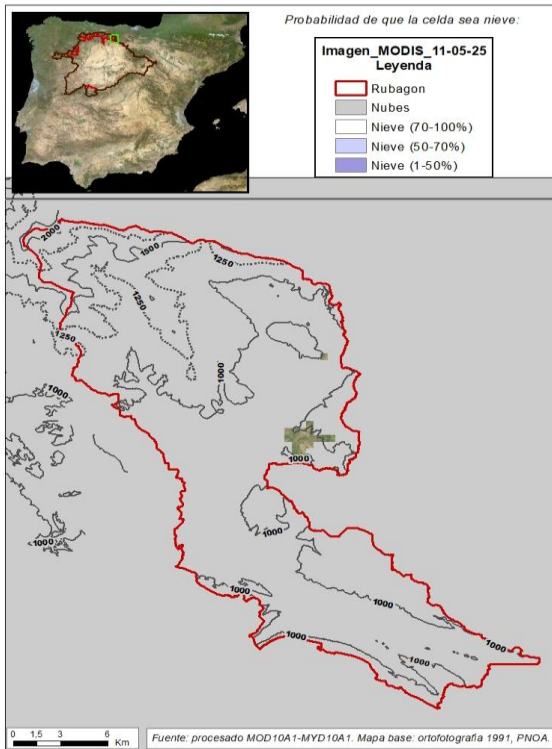 Probabilidad de que la celda sea nieve:
Imagen_MODIS_11-05-25
Leyenda
Rubagon
Nubes
Nieve (70-100%)
Nieve (50-70%)
Nieve (1-50%)
2000
1500
1250
1250
1250
1000
1000
1000
1000
1000
1000
1000
1000
1000
1000
0 1,5 3 6
Km
Fuente: procesado MOD10A1-MYD10A1. Mapa base: ortofotografía 1991, PNOA.